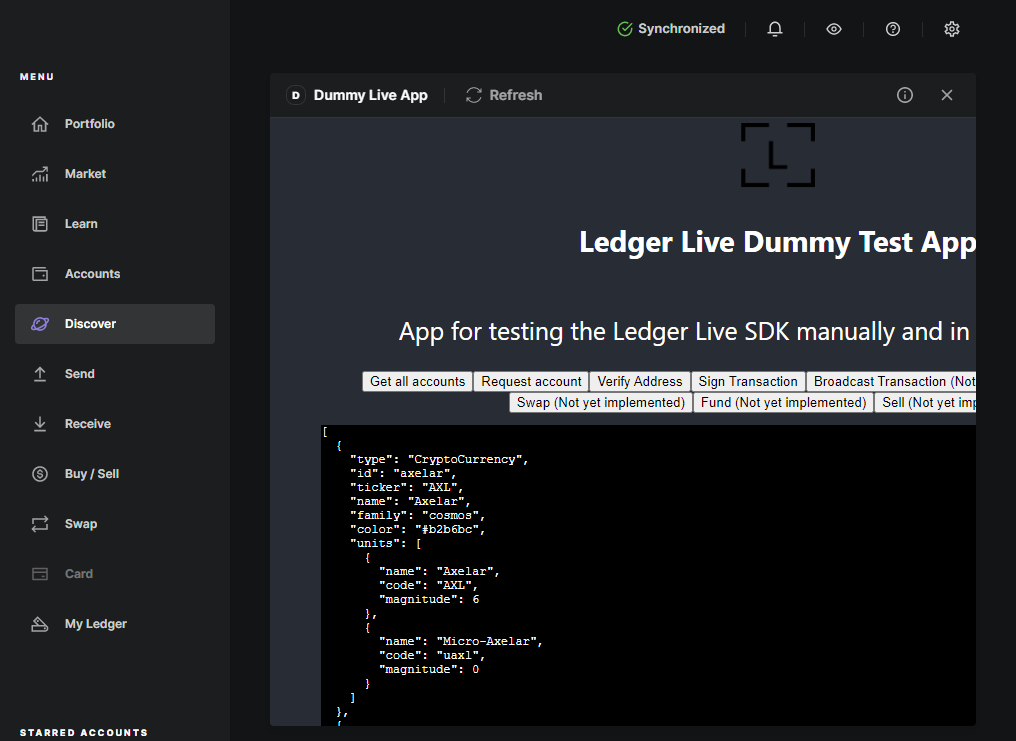 Synchronized
MENU
Portfolio
Market
Learn
Accounts
Discover
Send
Receive
Buy / Sell
Swap
Card
My Ledger
STARRED ACCOUNTS
D Dummy Live App Refresh
L
Ledger Live Dummy Test App
App for testing the Ledger Live SDK manually and in
Get all accounts Request account Verify Address Sign Transaction Broadcast Transaction (Not
Swap (Not yet implemented) Fund (Not yet implemented) Sell (Not yet imp
[
{
"type": "CryptoCurrency",
"id": "axelar",
"ticker": "AXL",
"name": "Axelar",
"family": "cosmos",
"color": "#b2b6bc",
"units": [
{
"name": "Axelar",
"code": "AXL",
"magnitude": 6
},
{
"name": "Micro-Axelar",
"code": "uaxl",
"magnitude": 0
}
]
},
{